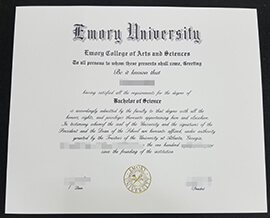 Emory University
Emory College of Arts and Sciences
To all persons to whom these presents shall come, Greeting
Be it known that
having satisfied all the requirements for the degree of
Bachelor of Science
is accordingly admitted by the faculty to that degree with all the
honors, rights, and privileges thereunto appertaining here and elsewhere.
In testimony whereof the seal of the University and the signatures of the
President and the Dean of the School are hereunto affixed, under authority
granted by the Trustees of the University at Atlanta, Georgia,
the one hundred
since the founding of the institution
Dean
President
EMORY